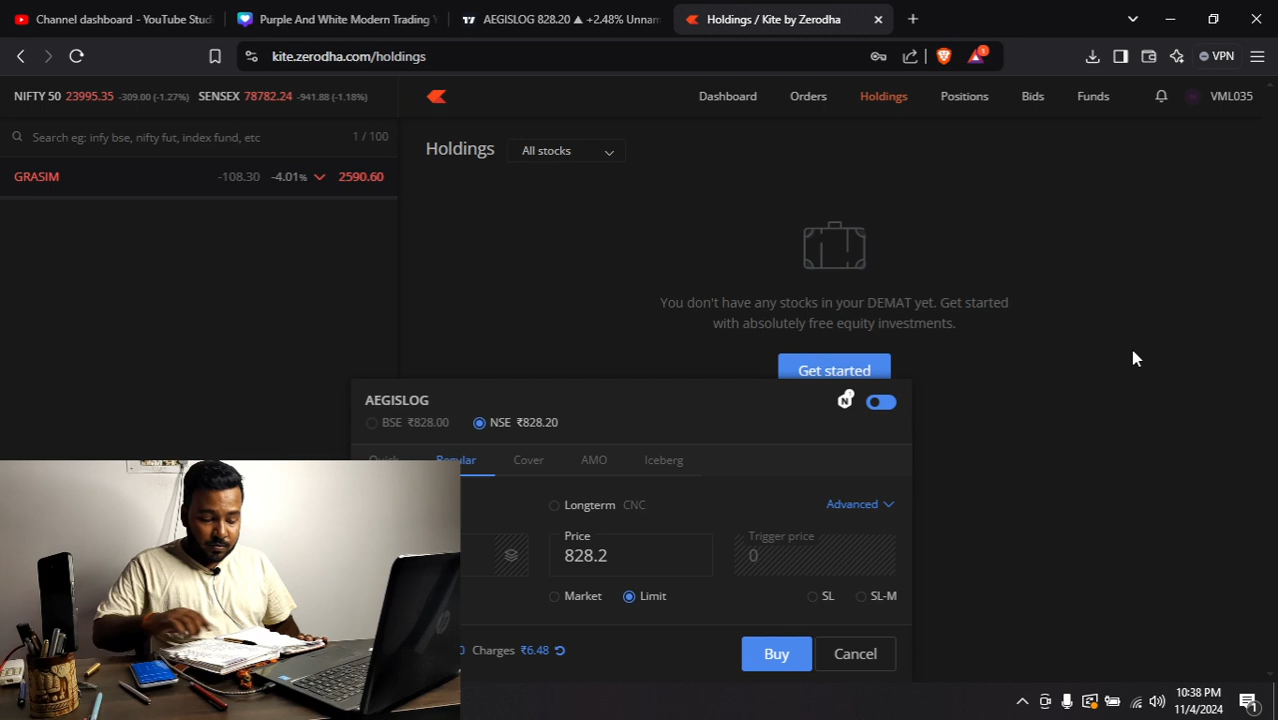 Channel dashboard - YouTube Stud
Purple And White Modern Trading Y
AEGISLOG 828.20 ▲ +2.48% Unnam
Holdings / Kite by Zerodha
kite.zerodha.com/holdings
VPN
NIFTY 50 23995.35 -309.00 (-1.27%) SENSEX 78782.24 -941.88 (-1.18%)
Dashboard Orders Holdings Positions Bids Funds VML035
Search eg: infy bse, nifty fut, index fund, etc 1 / 100
GRASIM -108.30 -4.01% 2590.60
Holdings All stocks
You don't have any stocks in your DEMAT yet. Get started
with absolutely free equity investments.
Get started
AEGISLOG
BSE ₹828.00 NSE ₹828.20
Regular Cover AMO Iceberg
Longterm CNC Advanced
Price Trigger price
828.2 0
Market Limit SL SL-M
0 Charges ₹6.48 Buy Cancel
10:38 PM
11/4/2024